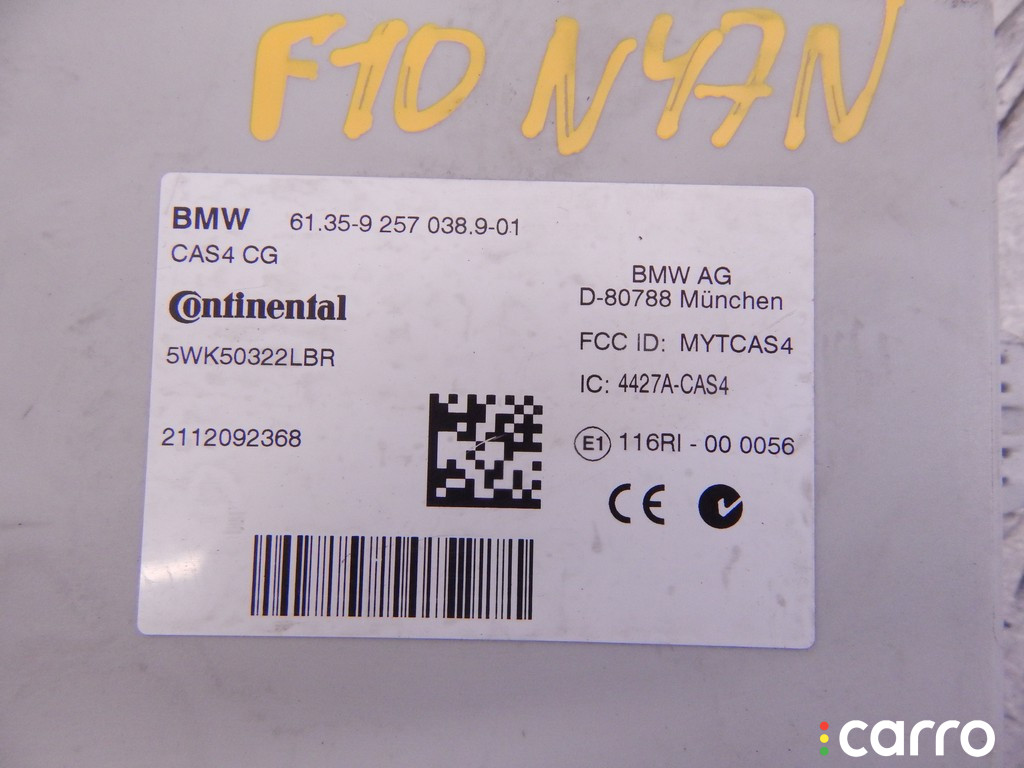 F10 N47N
BMW 61.35-9 257 038.9-01
CAS4 CG
Continental
5WK50322LBR
2112092368
BMW AG
D-80788 München
FCC ID: MYTCAS4
IC: 4427A-CAS4
E1 116RI - 00 0056
CE
carro